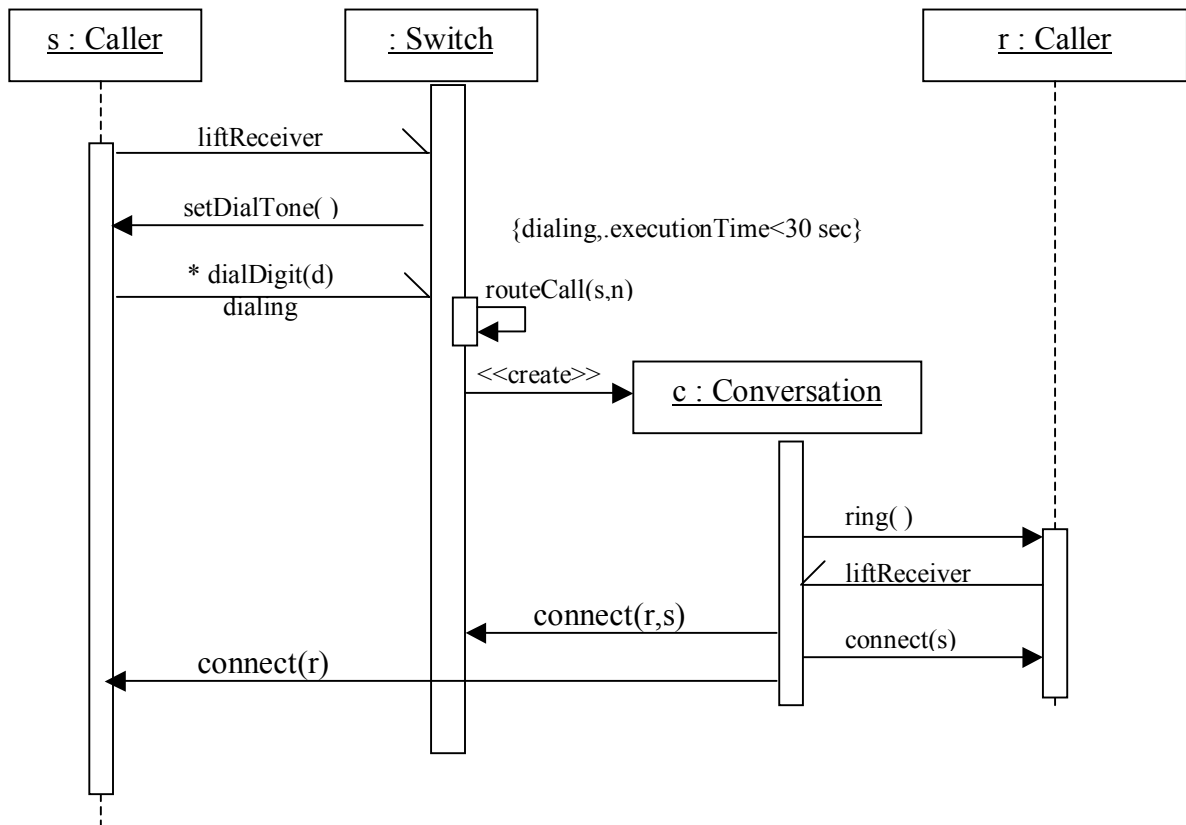 s : Caller
: Switch
r : Caller
liftReceiver
setDialTone( )
{dialing,.executionTime<30 sec}
* dialDigit(d)
dialing
routeCall(s,n)
<<create>>
c : Conversation
ring( )
liftReceiver
connect(r,s)
connect(s)
connect(r)